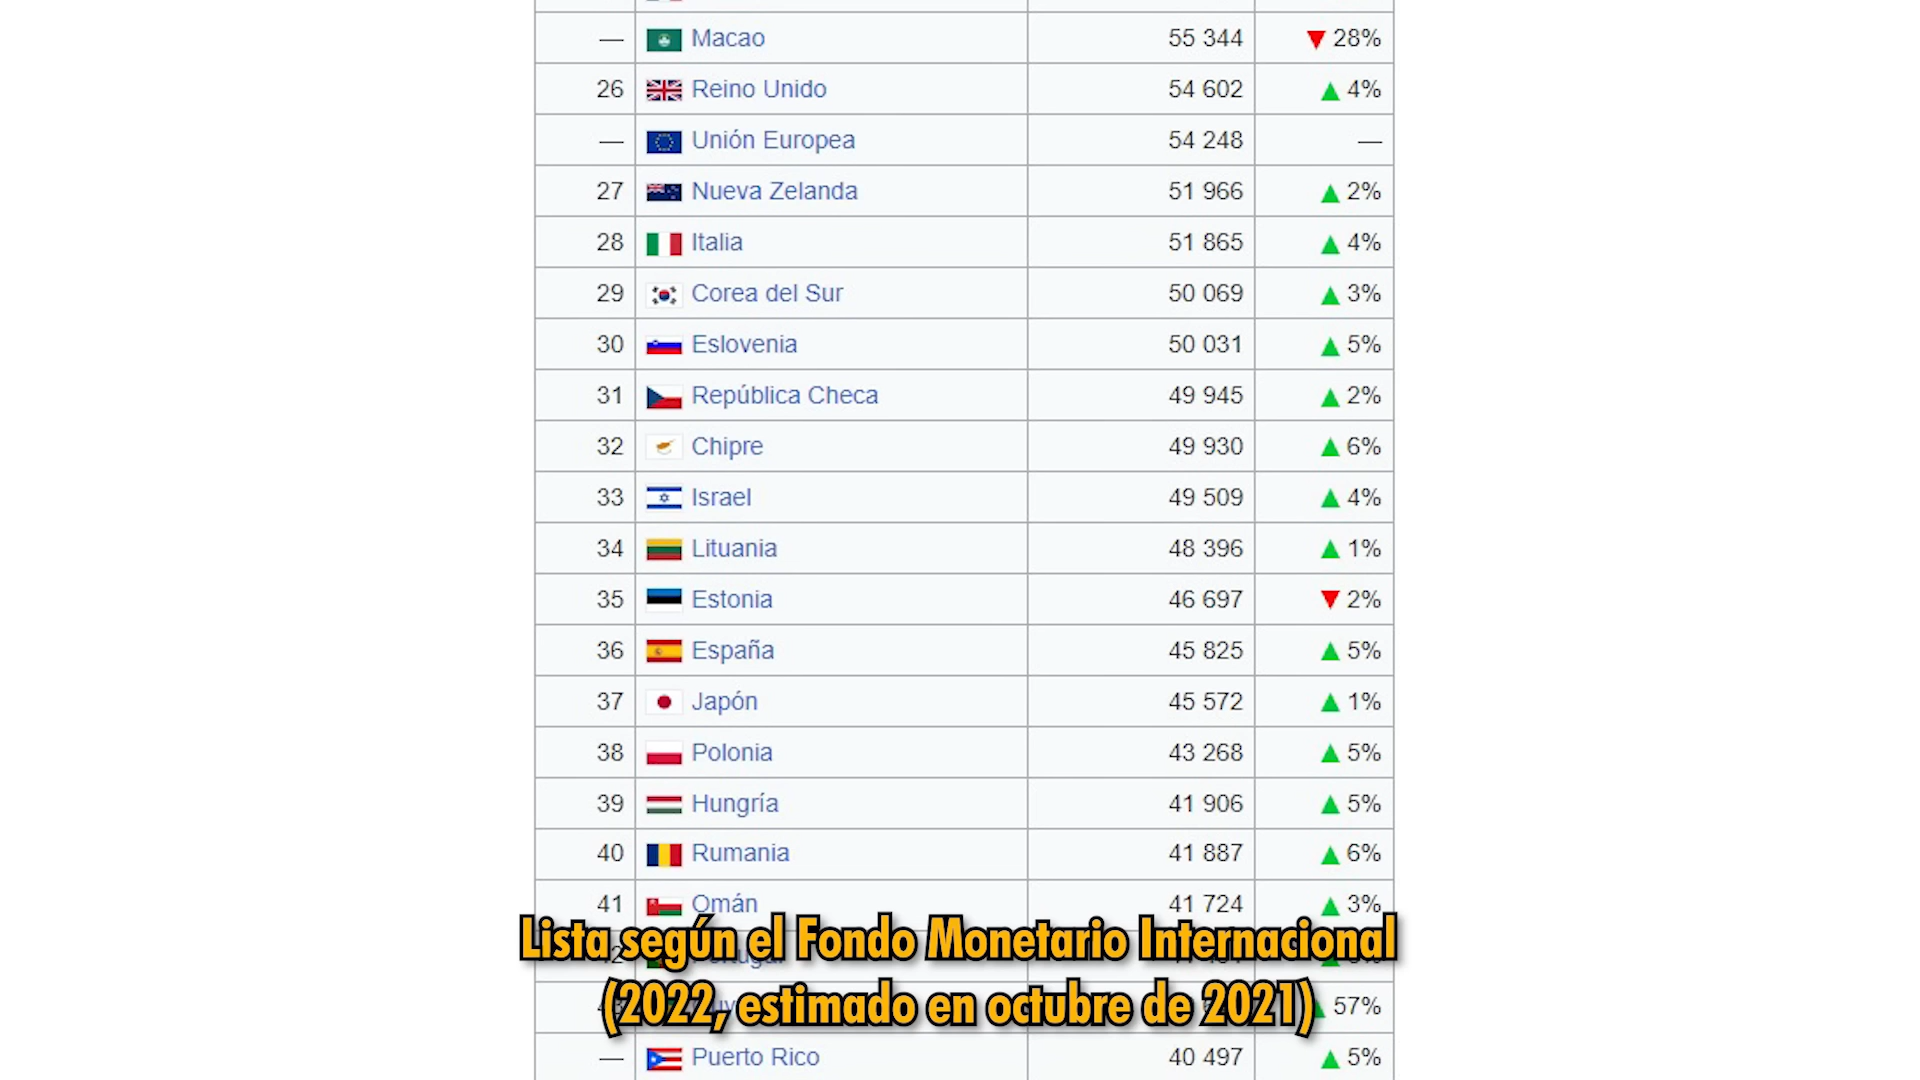 — Macao 55 344 ▼ 28%
26 Reino Unido 54 602 ▲ 4%
— Unión Europea 54 248 —
27 Nueva Zelanda 51 966 ▲ 2%
28 Italia 51 865 ▲ 4%
29 Corea del Sur 50 069 ▲ 3%
30 Eslovenia 50 031 ▲ 5%
31 República Checa 49 945 ▲ 2%
32 Chipre 49 930 ▲ 6%
33 Israel 49 509 ▲ 4%
34 Lituania 48 396 ▲ 1%
35 Estonia 46 697 ▼ 2%
36 España 45 825 ▲ 5%
37 Japón 45 572 ▲ 1%
38 Polonia 43 268 ▲ 5%
39 Hungría 41 906 ▲ 5%
40 Rumania 41 887 ▲ 6%
41 Omán 41 724 ▲ 3%
Lista según el Fondo Monetario Internacional
(2022, estimado en octubre de 2021)
57%
— Puerto Rico 40 497 ▲ 5%